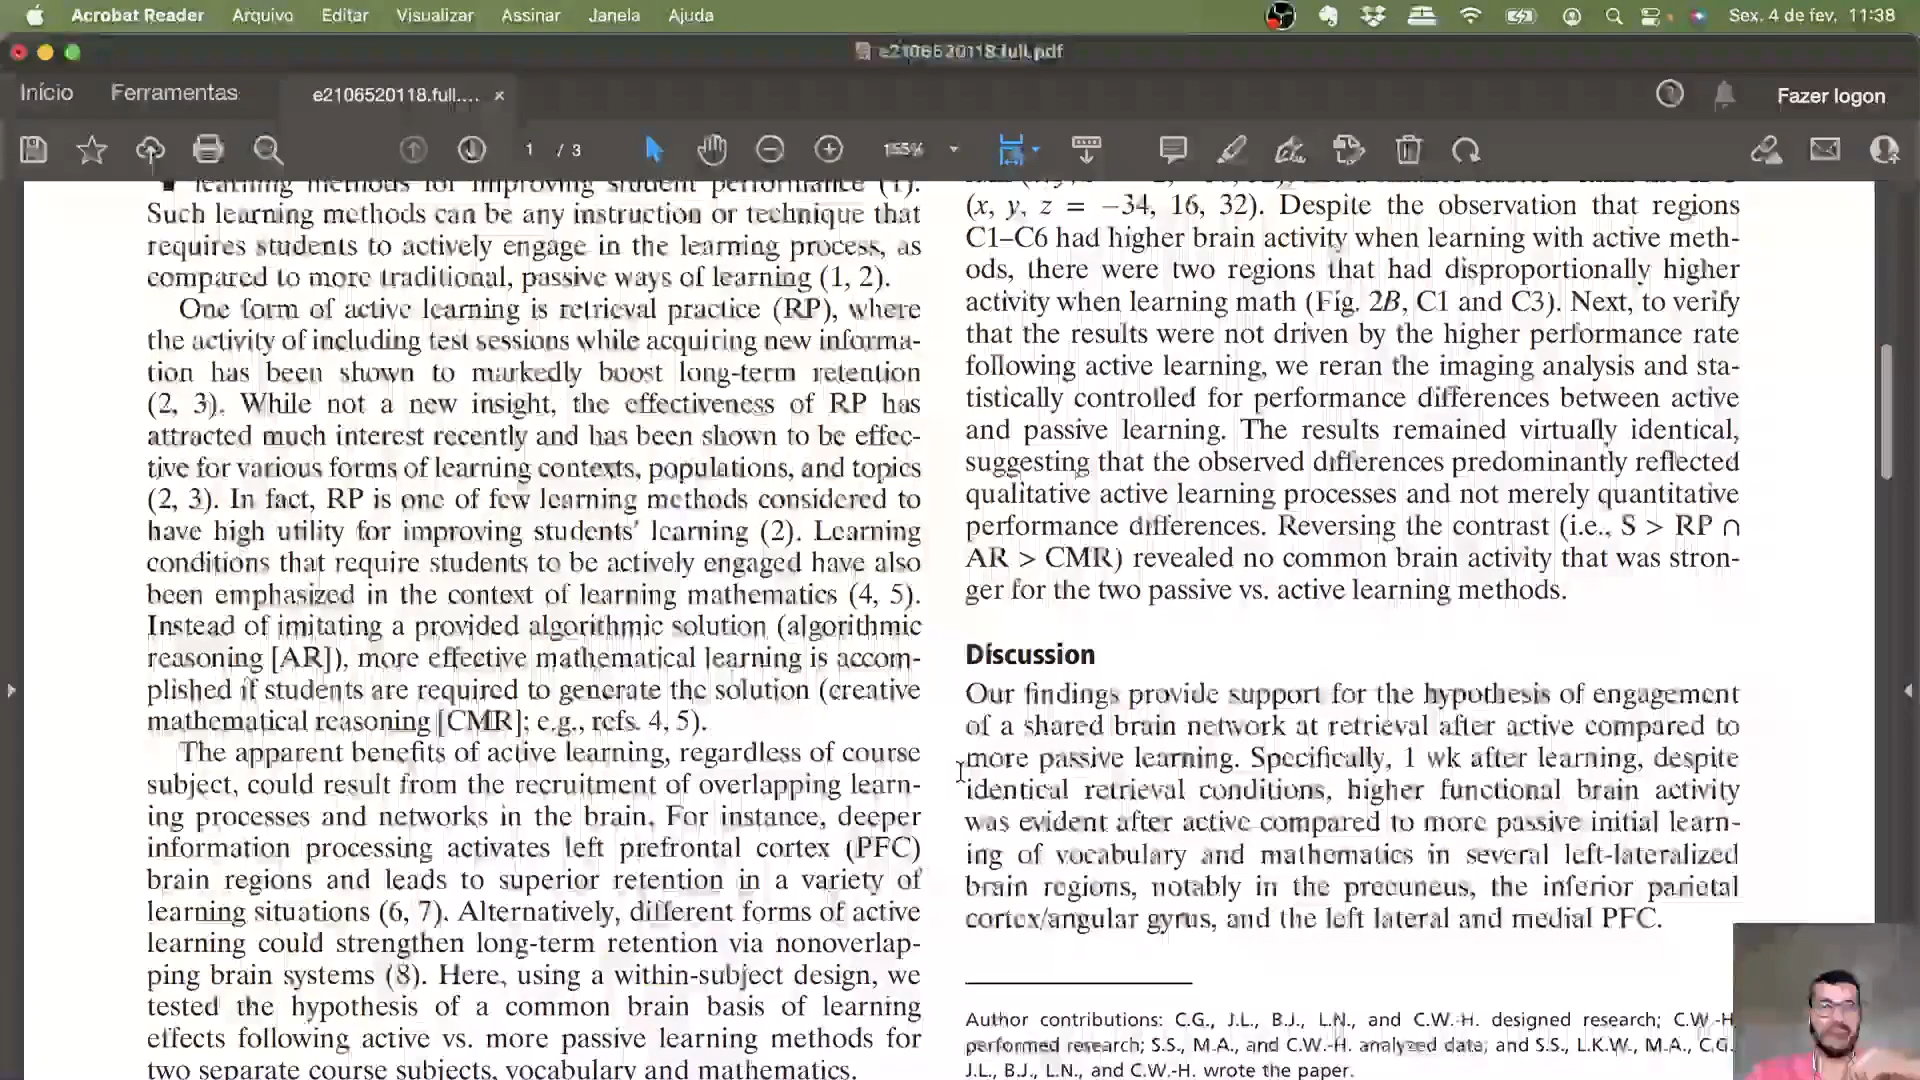 Acrobat Reader Arquivo Editar Visualizar Assinar Janela Ajuda Sex. 4 de fev. 11:38
e2106520118.full.pdf
Início Ferramentas e2106520118.full.... × Fazer logon
1 / 3 155%
learning methods for improving student performance (1).
Such learning methods can be any instruction or technique that
requires students to actively engage in the learning process, as
compared to more traditional, passive ways of learning (1, 2).
One form of active learning is retrieval practice (RP), where
the activity of including test sessions while acquiring new informa-
tion has been shown to markedly boost long-term retention
(2, 3). While not a new insight, the effectiveness of RP has
attracted much interest recently and has been shown to be effec-
tive for various forms of learning contexts, populations, and topics
(2, 3). In fact, RP is one of few learning methods considered to
have high utility for improving students' learning (2). Learning
conditions that require students to be actively engaged have also
been emphasized in the context of learning mathematics (4, 5).
Instead of imitating a provided algorithmic solution (algorithmic
reasoning [AR]), more effective mathematical learning is accom-
plished if students are required to generate the solution (creative
mathematical reasoning [CMR]; e.g., refs. 4, 5).
The apparent benefits of active learning, regardless of course
subject, could result from the recruitment of overlapping learn-
ing processes and networks in the brain. For instance, deeper
information processing activates left prefrontal cortex (PFC)
brain regions and leads to superior retention in a variety of
learning situations (6, 7). Alternatively, different forms of active
learning could strengthen long-term retention via nonoverlap-
ping brain systems (8). Here, using a within-subject design, we
tested the hypothesis of a common brain basis of learning
effects following active vs. more passive learning methods for
two separate course subjects, vocabulary and mathematics.
(x, y, z = −34, 16, 32). Despite the observation that regions
C1–C6 had higher brain activity when learning with active meth-
ods, there were two regions that had disproportionally higher
activity when learning math (Fig. 2B, C1 and C3). Next, to verify
that the results were not driven by the higher performance rate
following active learning, we reran the imaging analysis and sta-
tistically controlled for performance differences between active
and passive learning. The results remained virtually identical,
suggesting that the observed differences predominantly reflected
qualitative active learning processes and not merely quantitative
performance differences. Reversing the contrast (i.e., S > RP ∩
AR > CMR) revealed no common brain activity that was stron-
ger for the two passive vs. active learning methods.
Discussion
Our findings provide support for the hypothesis of engagement
of a shared brain network at retrieval after active compared to
more passive learning. Specifically, 1 wk after learning, despite
identical retrieval conditions, higher functional brain activity
was evident after active compared to more passive initial learn-
ing of vocabulary and mathematics in several left-lateralized
brain regions, notably in the precuneus, the inferior parietal
cortex/angular gyrus, and the left lateral and medial PFC.
Author contributions: C.G., J.L., B.J., L.N., and C.W.-H. designed research; C.W.-H
performed research; S.S., M.A., and C.W.-H. analyzed data; and S.S., L.K.W., M.A., C.G.
J.L., B.J., L.N., and C.W.-H. wrote the paper.